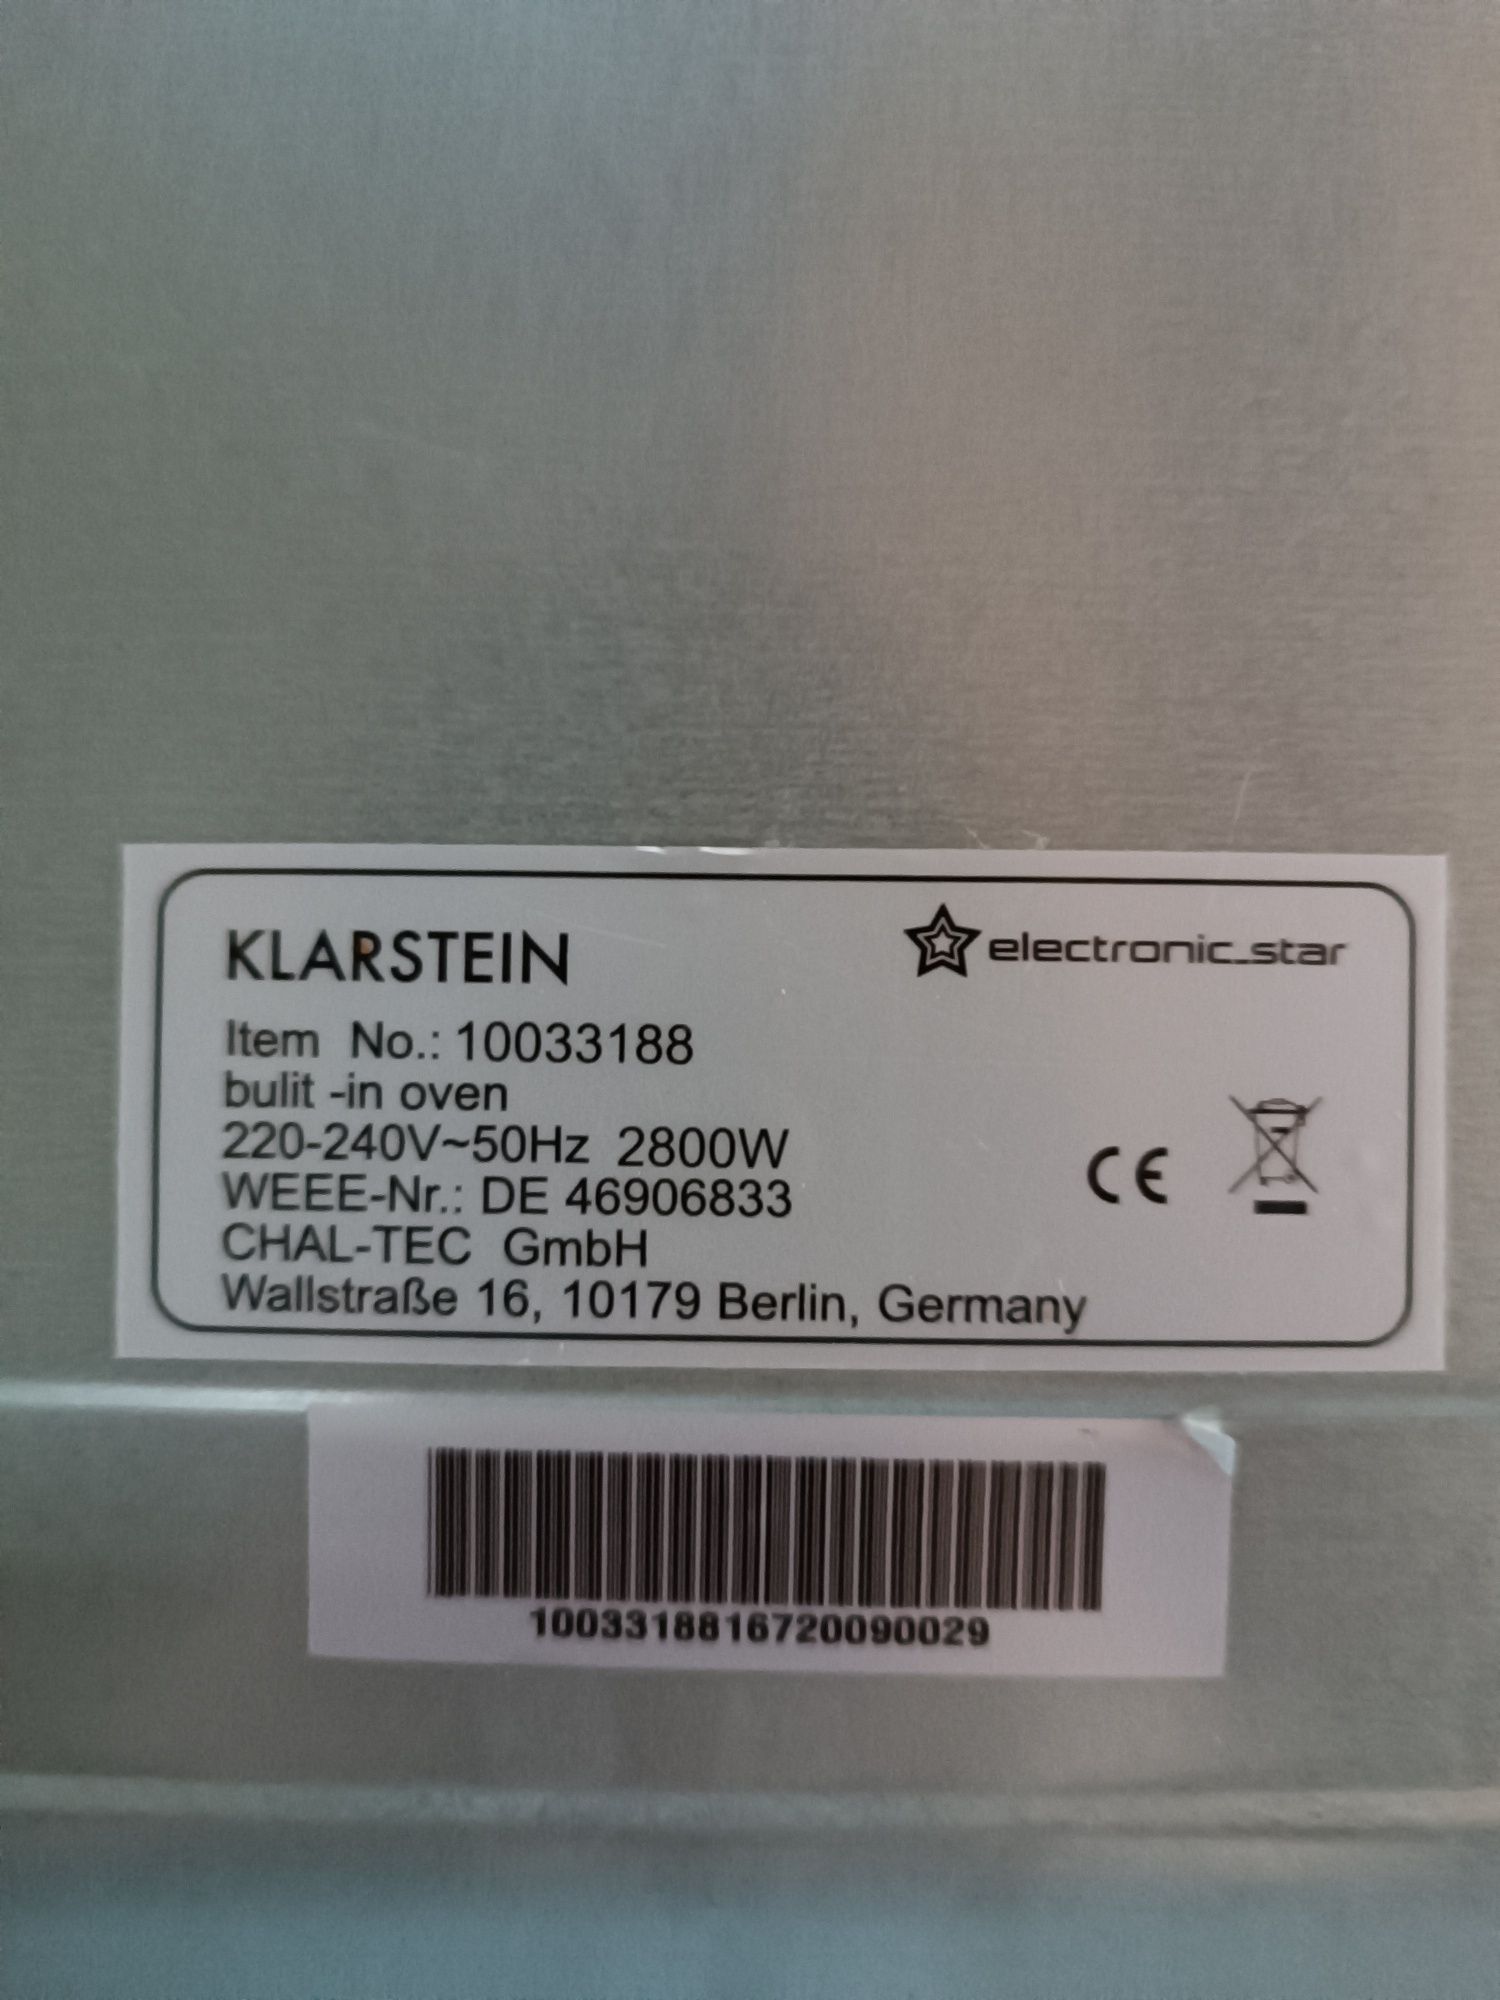 KLARSTEIN
electronic_star
Item No.: 10033188
bulit -in oven
220-240V~50Hz 2800W
WEEE-Nr.: DE 46906833
CHAL-TEC GmbH
Wallstraße 16, 10179 Berlin, Germany
CE
1003318816720090029